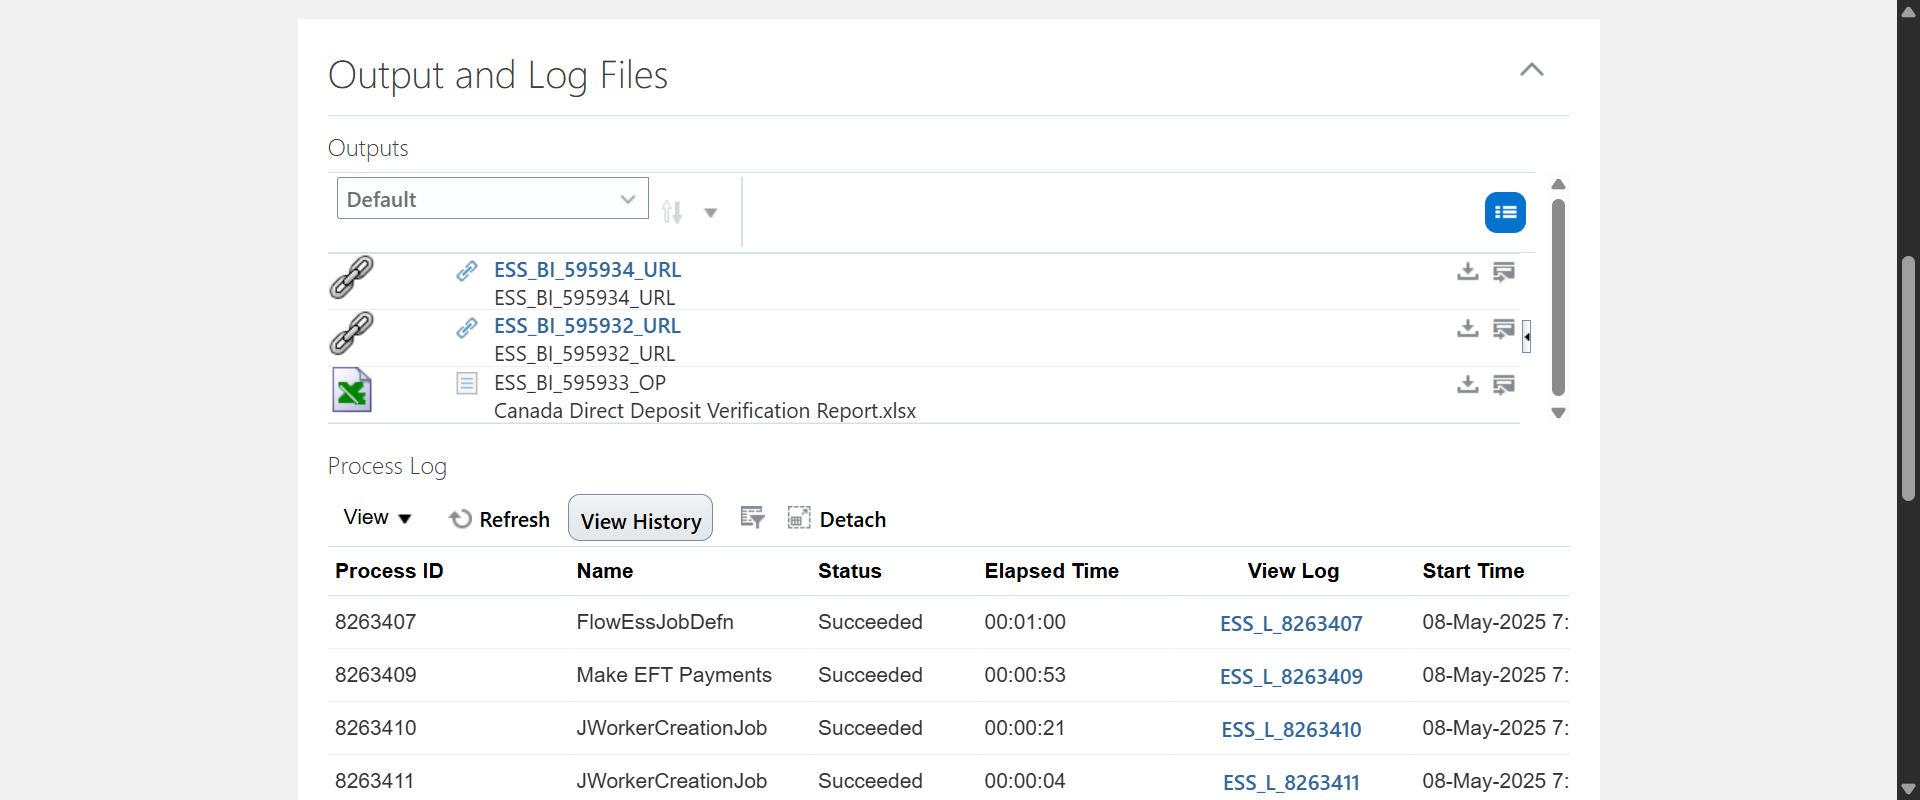 Output and Log Files
Outputs
Default
ESS_BI_595934_URL
ESS_BI_595934_URL
ESS_BI_595932_URL
ESS_BI_595932_URL
ESS_BI_595933_OP
Canada Direct Deposit Verification Report.xlsx
Process Log
View Refresh View History Detach
Process ID Name Status Elapsed Time View Log Start Time
8263407 FlowEssJobDefn Succeeded 00:01:00 ESS_L_8263407 08-May-2025 7:
8263409 Make EFT Payments Succeeded 00:00:53 ESS_L_8263409 08-May-2025 7:
8263410 JWorkerCreationJob Succeeded 00:00:21 ESS_L_8263410 08-May-2025 7:
8263411 JWorkerCreationJob Succeeded 00:00:04 ESS_L_8263411 08-May-2025 7: